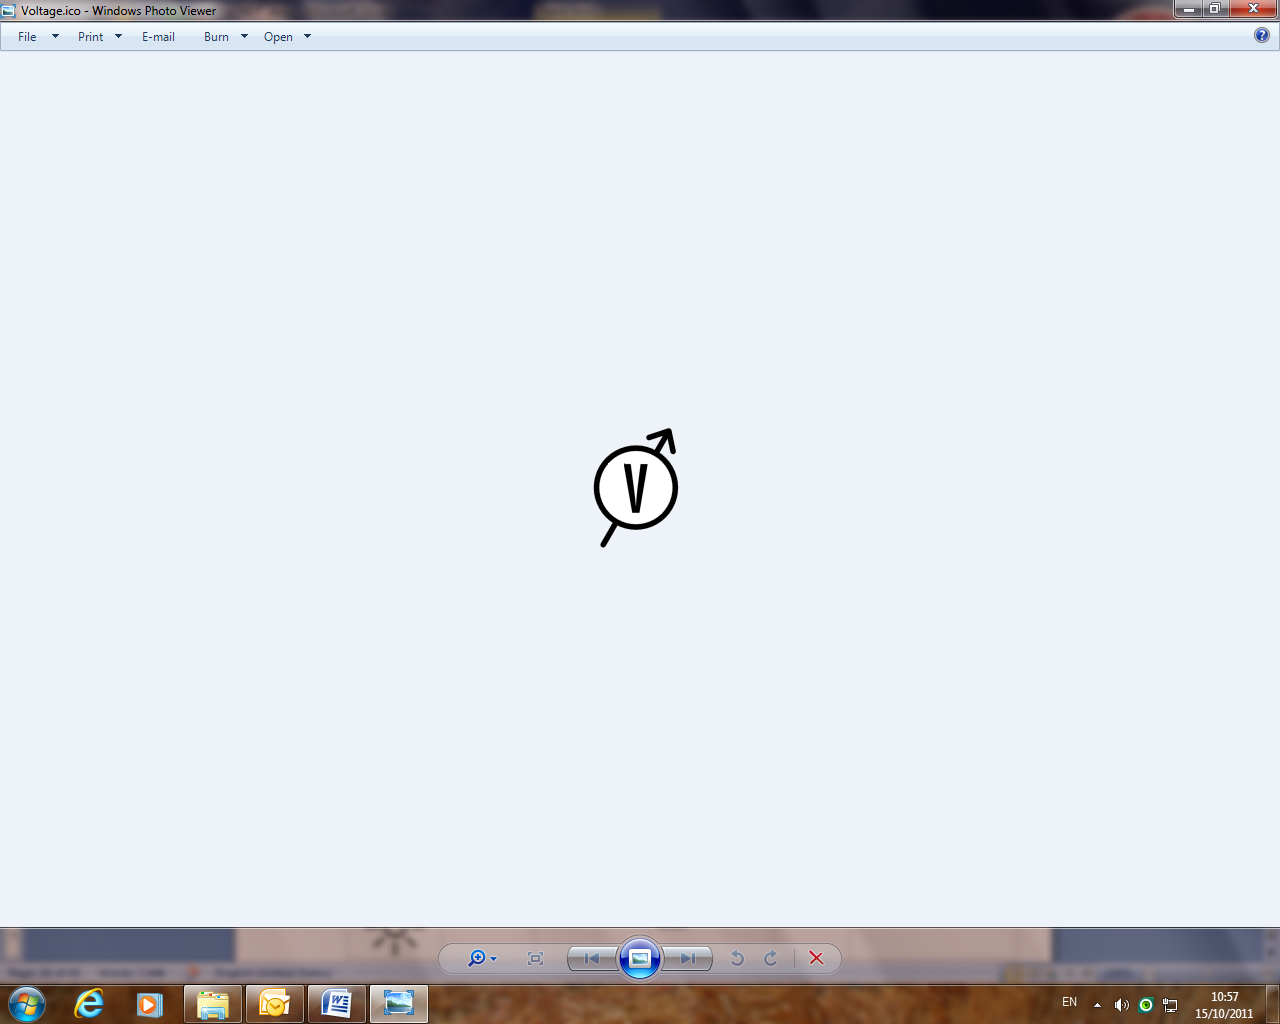 Voltage.ico - Windows Photo Viewer
File Print E-mail Burn Open
V
EN
10:57
15/10/2011